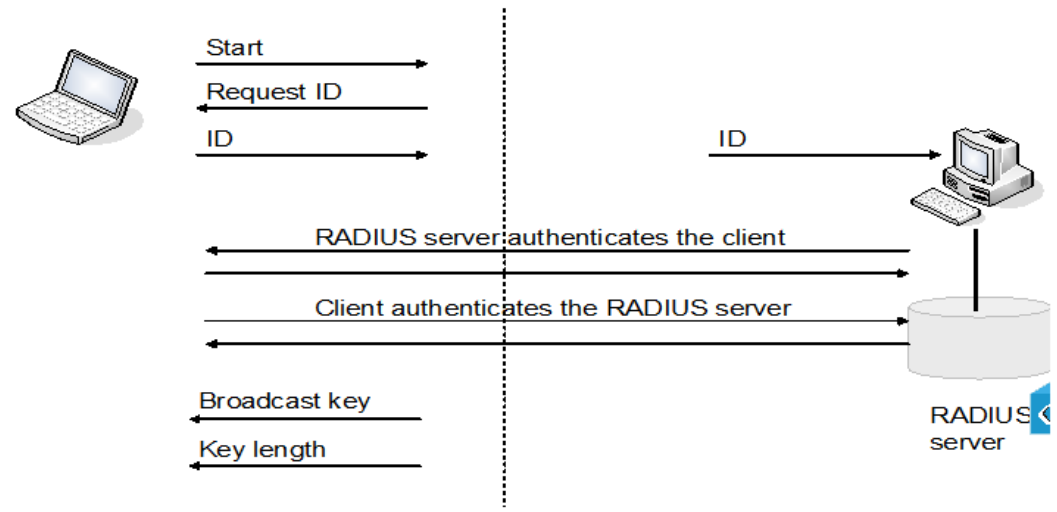 Start
Request ID
ID
ID
RADIUS server authenticates the client
Client authenticates the RADIUS server
Broadcast key
Key length
RADIUS
server